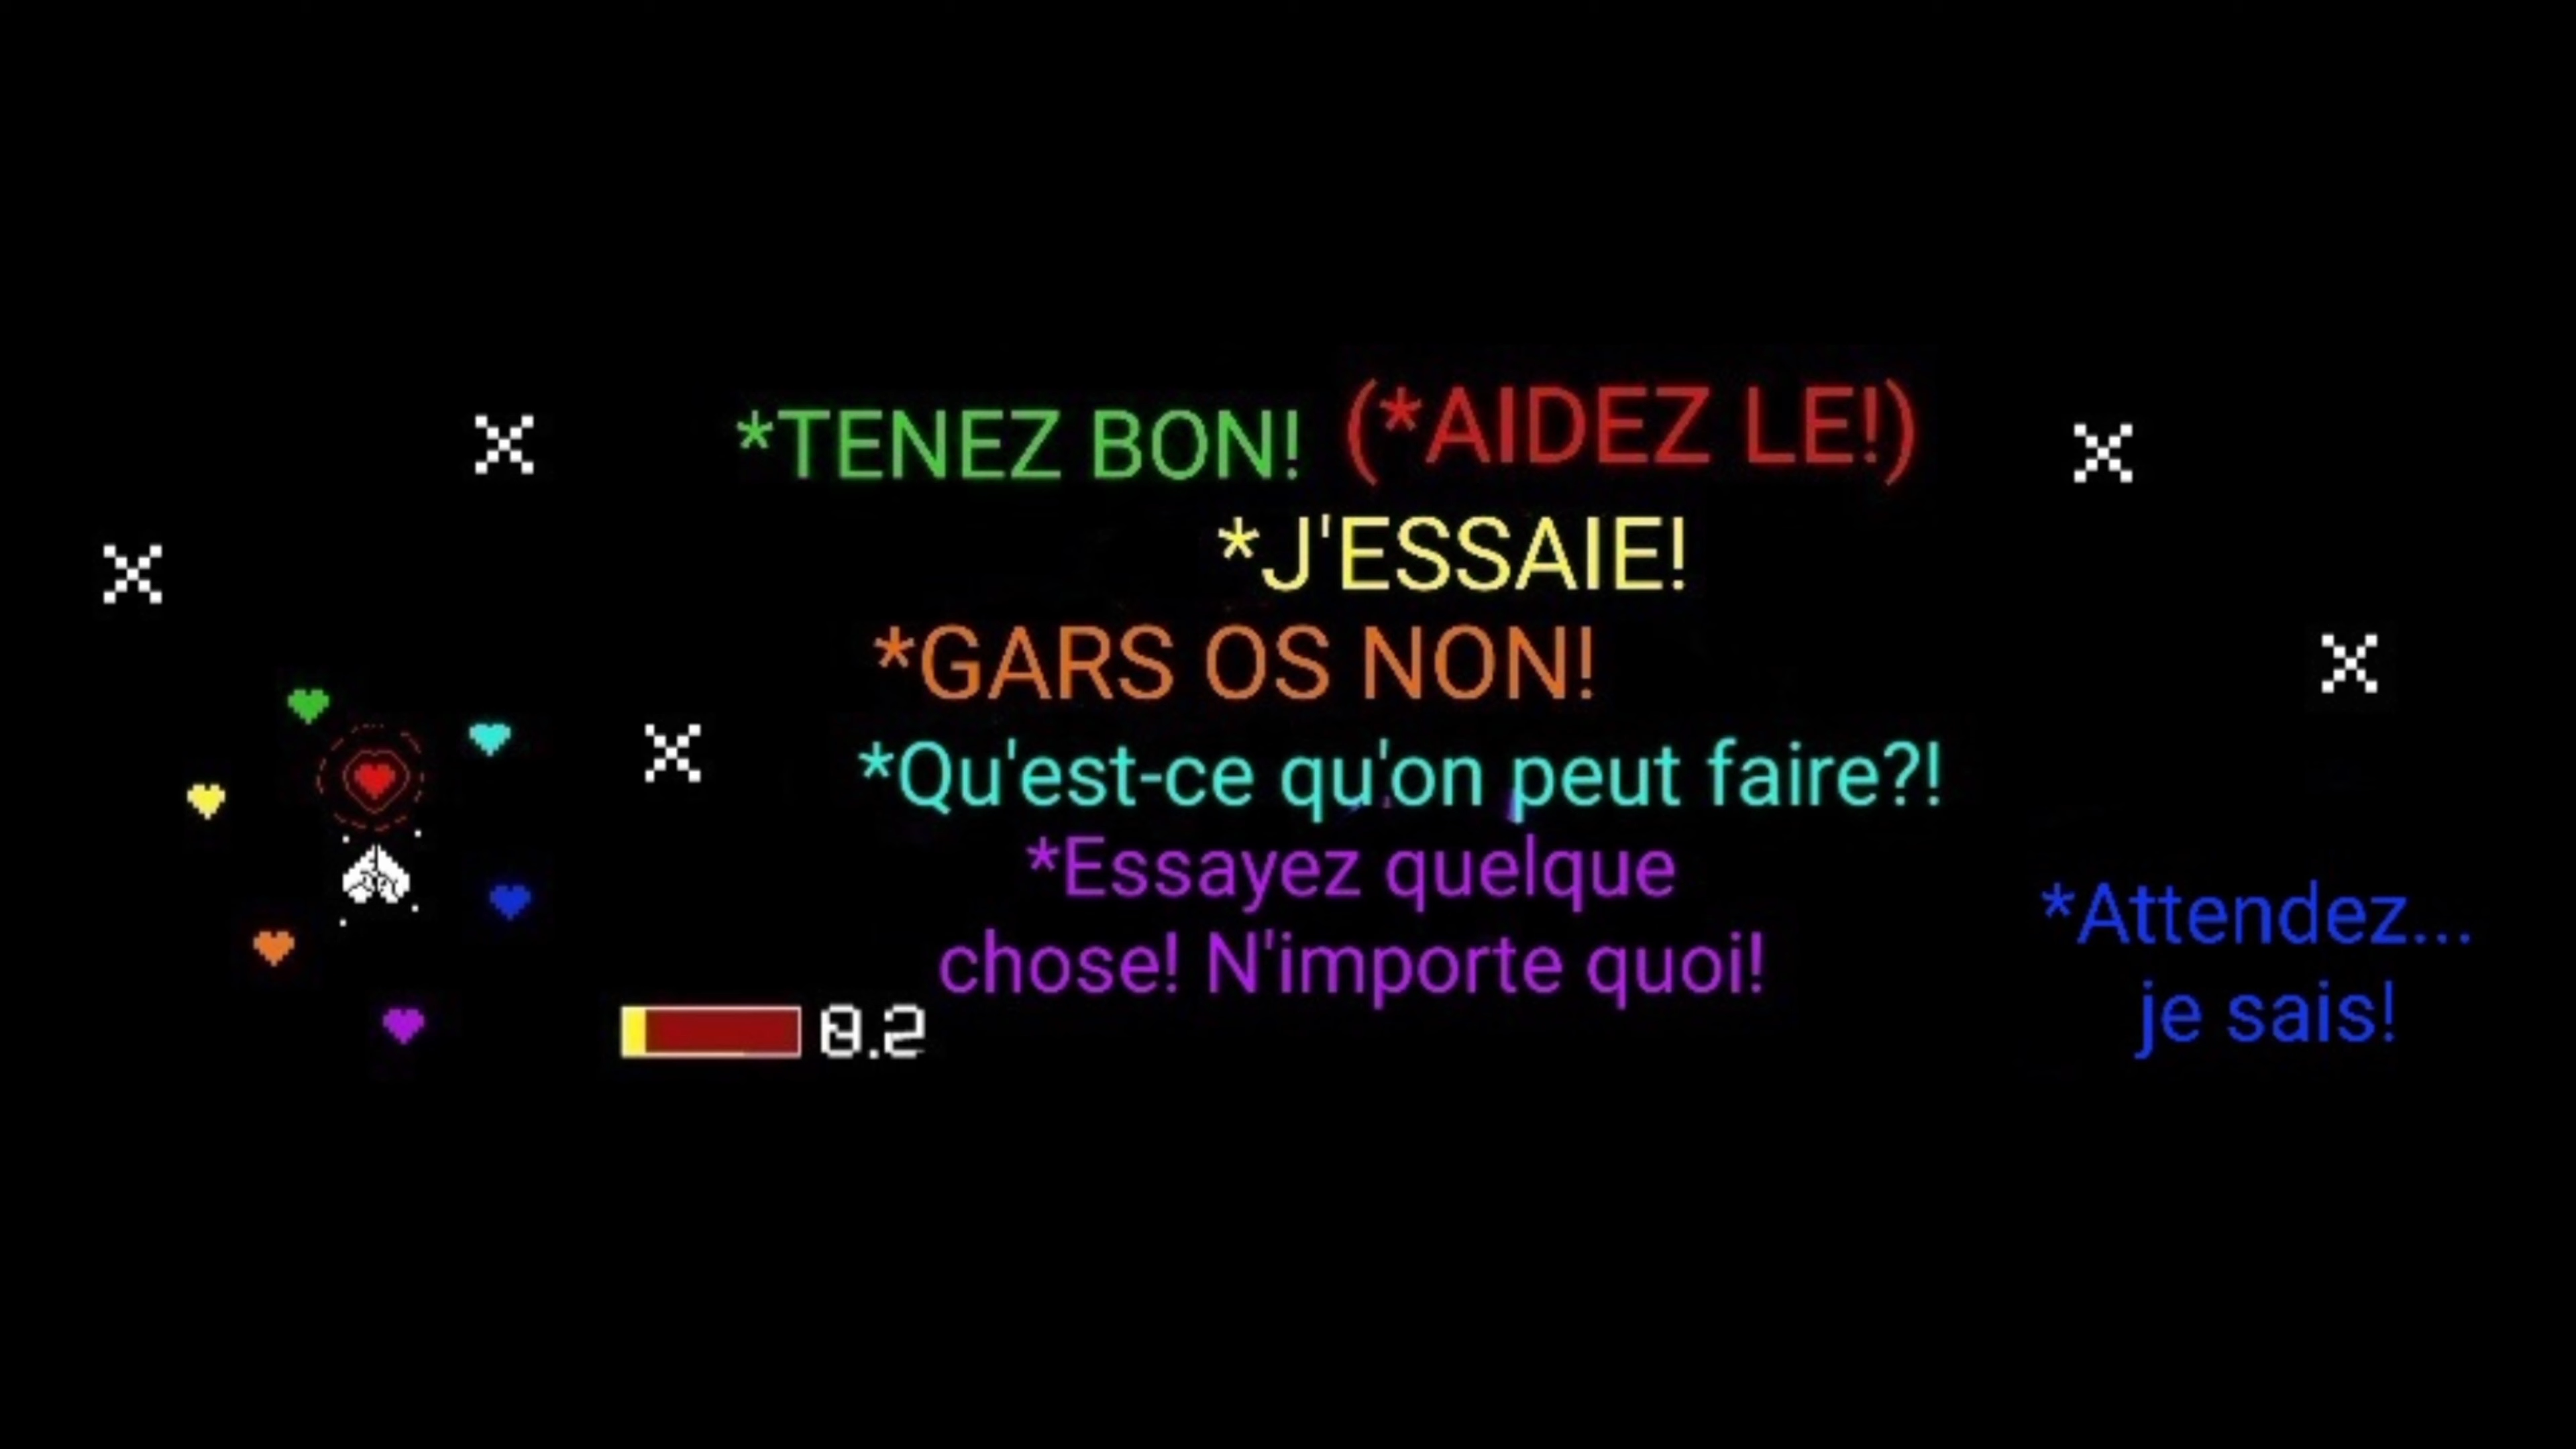 *TENEZ BON! (*AIDEZ LE!)
*J'ESSAIE!
*GARS OS NON!
*Qu'est-ce qu'on peut faire?!
*Essayez quelque
chose! N'importe quoi!
*Attendez...
je sais!
0.2